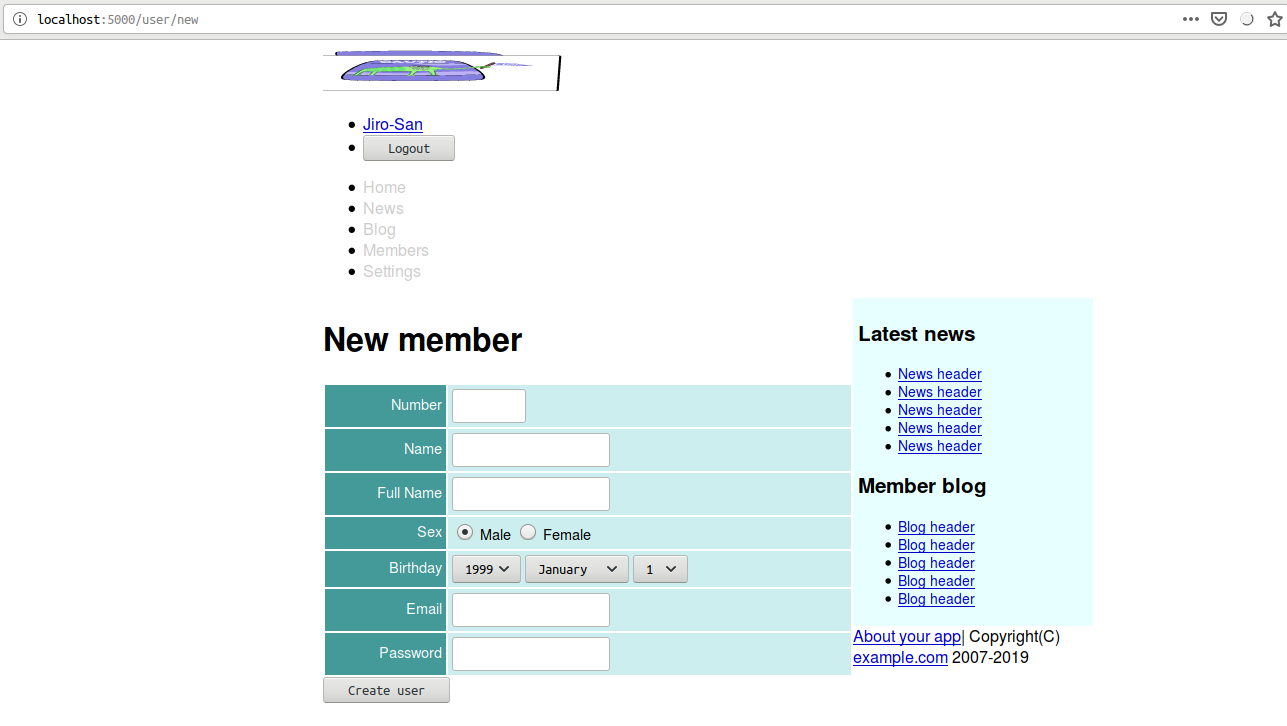 localhost:5000/user/new
Jiro-San
Logout
Home
News
Blog
Members
Settings
New member
Number
Name
Full Name
Sex Male Female
Birthday 1999 January 1
Email
Password
Create user
Latest news
News header
News header
News header
News header
News header
Member blog
Blog header
Blog header
Blog header
Blog header
Blog header
About your app| Copyright(C)
example.com 2007-2019